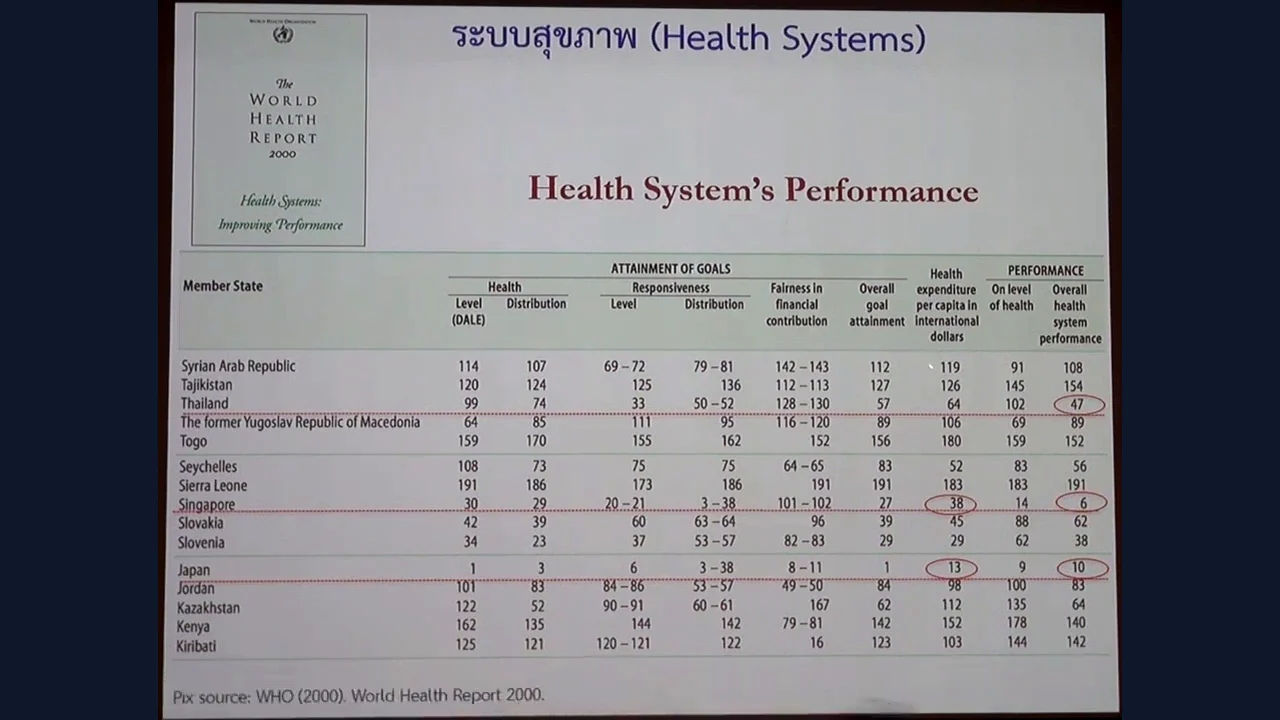 WORLD HEALTH ORGANIZATION
The
WORLD
HEALTH
REPORT
2000
Health Systems:
Improving Performance
ระบบสุขภาพ (Health Systems)
Health System's Performance
Member State
ATTAINMENT OF GOALS
Health
Level (DALE)
Distribution
Responsiveness
Level
Distribution
Fairness in financial contribution
Overall goal attainment
Health expenditure per capita in international dollars
PERFORMANCE
On level of health
Overall health system performance
Syrian Arab Republic 114 107 69–72 79–81 142–143 112 119 91 108
Tajikistan 120 124 125 136 112–113 127 126 145 154
Thailand 99 74 33 50–52 128–130 57 64 102 47
The former Yugoslav Republic of Macedonia 64 85 111 95 116–120 89 106 69 89
Togo 159 170 155 162 152 156 180 159 152
Seychelles 108 73 75 75 64–65 83 52 83 56
Sierra Leone 191 186 173 186 191 191 183 183 191
Singapore 30 29 20–21 3–38 101–102 27 38 14 6
Slovakia 42 39 60 63–64 96 39 45 88 62
Slovenia 34 23 37 53–57 82–83 29 29 62 38
Japan 1 3 6 3–38 8–11 1 13 9 10
Jordan 101 83 84–86 53–57 49–50 84 98 100 83
Kazakhstan 122 52 90–91 60–61 167 62 112 135 64
Kenya 162 135 144 142 79–81 142 152 178 140
Kiribati 125 121 120–121 122 16 123 103 144 142
Pix source: WHO (2000). World Health Report 2000.